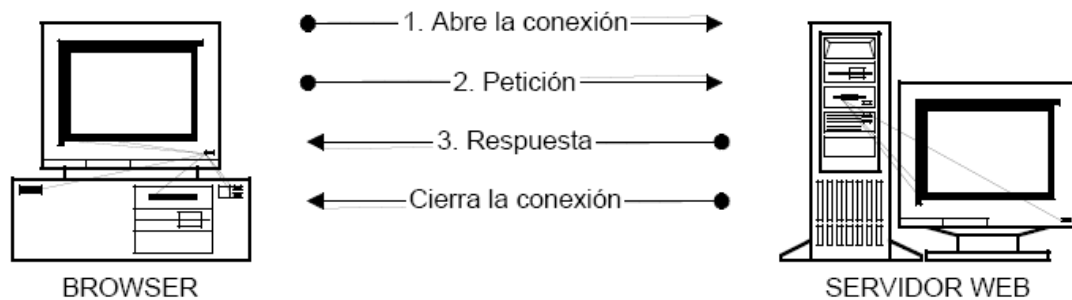 1. Abre la conexión
2. Petición
3. Respuesta
Cierra la conexión
BROWSER
SERVIDOR WEB